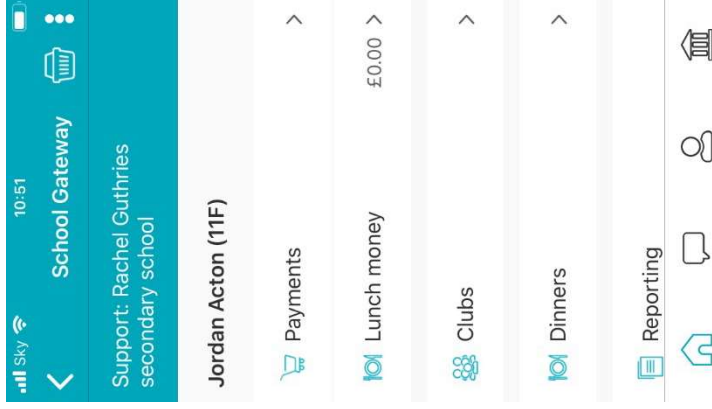 Sky 10:51
School Gateway
Support: Rachel Guthries
secondary school
Jordan Acton (11F)
Payments
Lunch money £0.00
Clubs
Dinners
Reporting